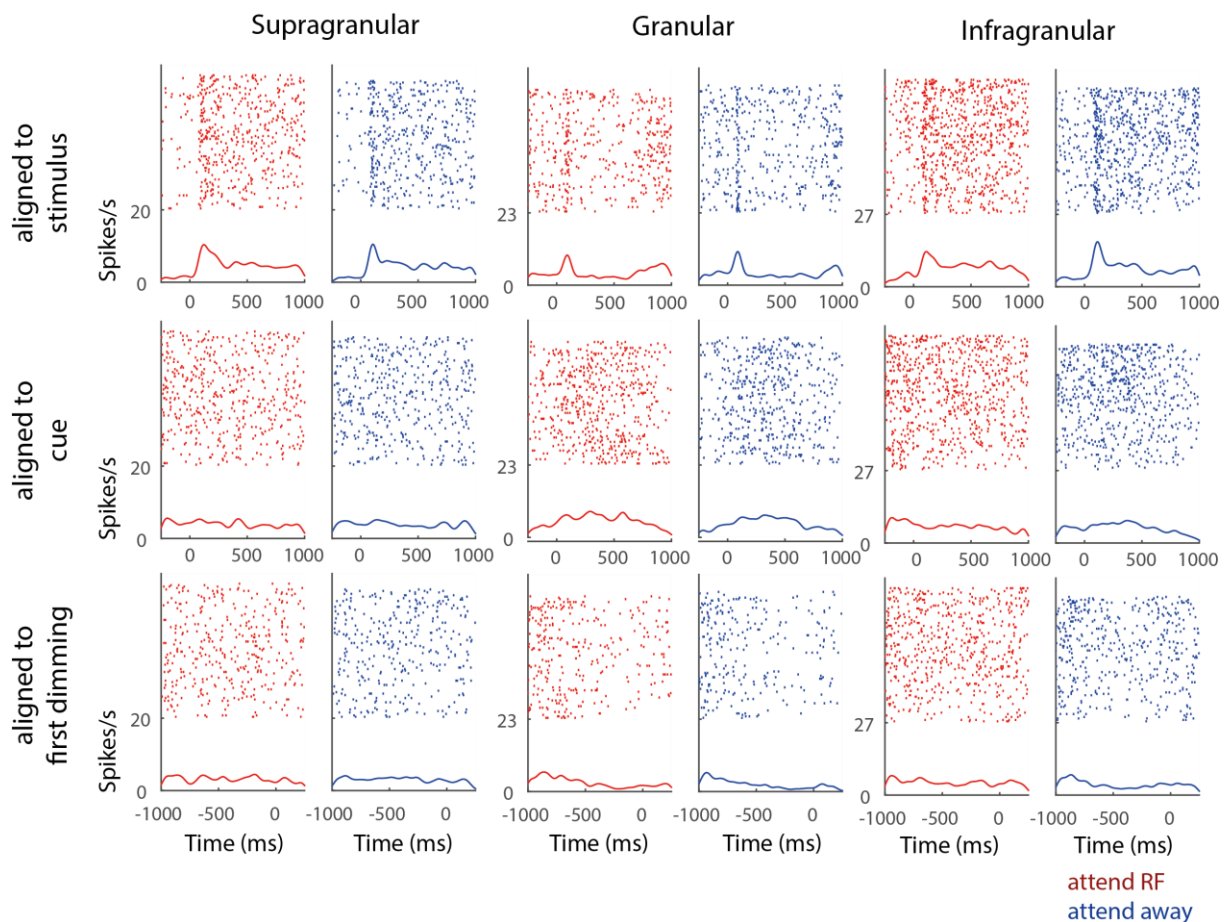 Supragranular Granular Infragranular
aligned to
stimulus
Spikes/s
20
0
23
0
27
0
0 500 1000 0 500 1000 0 500 1000 0 500 1000 0 500 1000 0 500 1000
aligned to
cue
Spikes/s
20
0
23
0
27
0
0 500 1000 0 500 1000 0 500 1000 0 500 1000 0 500 1000 0 500 1000
aligned to
first dimming
Spikes/s
20
0
23
0
27
0
-1000 -500 0 -1000 -500 0 -1000 -500 0 -1000 -500 0 -1000 -500 0 -1000 -500 0
Time (ms) Time (ms) Time (ms) Time (ms) Time (ms) Time (ms)
attend RF
attend away